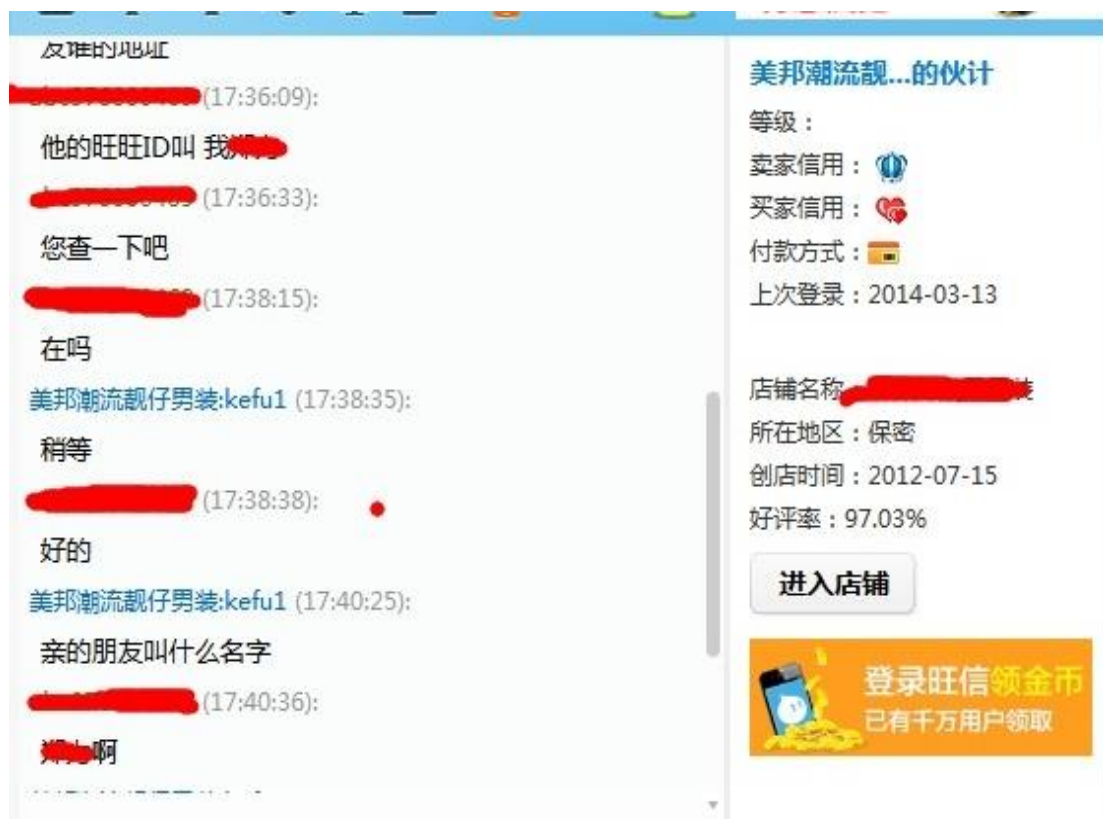 友谁的地址
(17:36:09):
他的旺旺ID叫 我
(17:36:33):
您查一下吧
(17:38:15):
在吗
美邦潮流靓仔男装:kefu1 (17:38:35):
稍等
(17:38:38):
好的
美邦潮流靓仔男装:kefu1 (17:40:25):
亲的朋友叫什么名字
(17:40:36):
啊
美邦潮流靓...的伙计
等级：
卖家信用：
买家信用：
付款方式：
上次登录：2014-03-13
店铺名称
所在地区：保密
创店时间：2012-07-15
好评率：97.03%
进入店铺
登录旺信领金币
已有千万用户领取